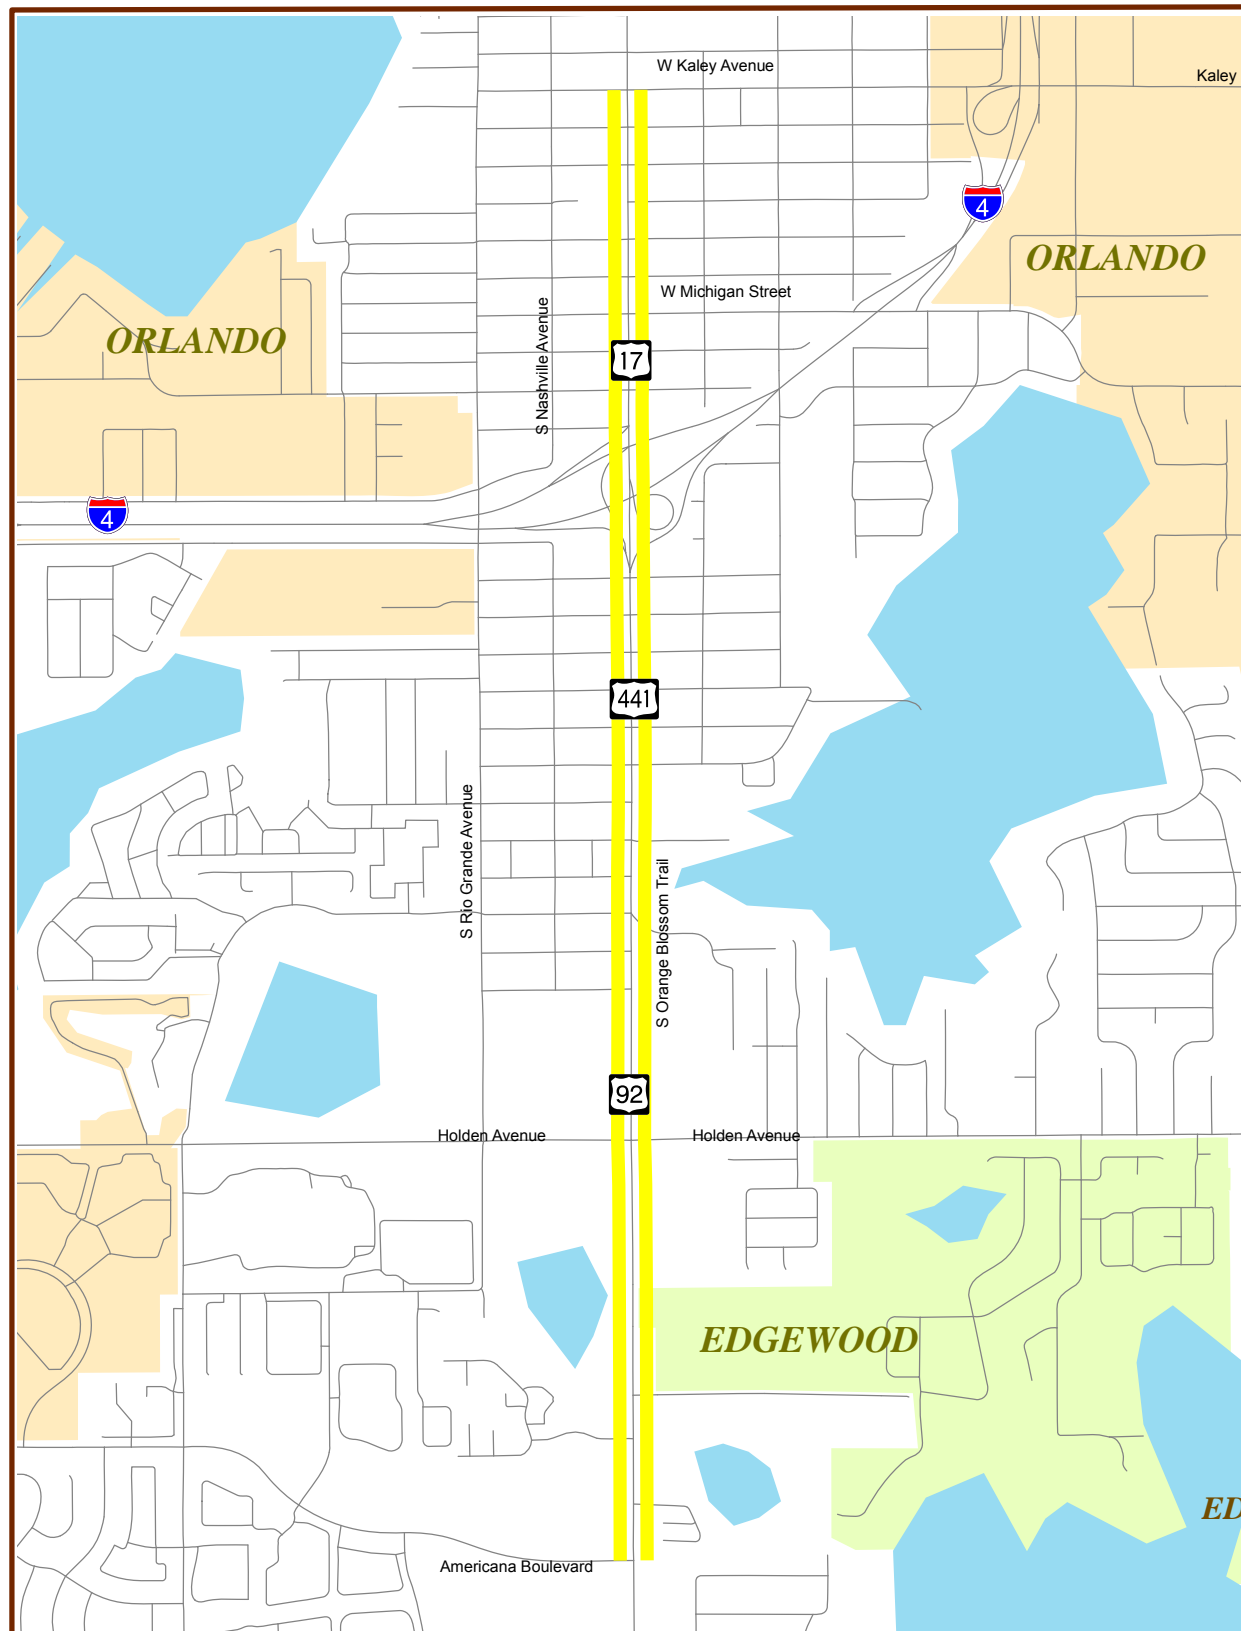 W Kaley Avenue
Kaley
4
ORLANDO
W Michigan Street
ORLANDO
S Nashville Avenue
17
4
441
S Rio Grande Avenue
S Orange Blossom Trail
92
Holden Avenue
Holden Avenue
EDGEWOOD
ED
Americana Boulevard